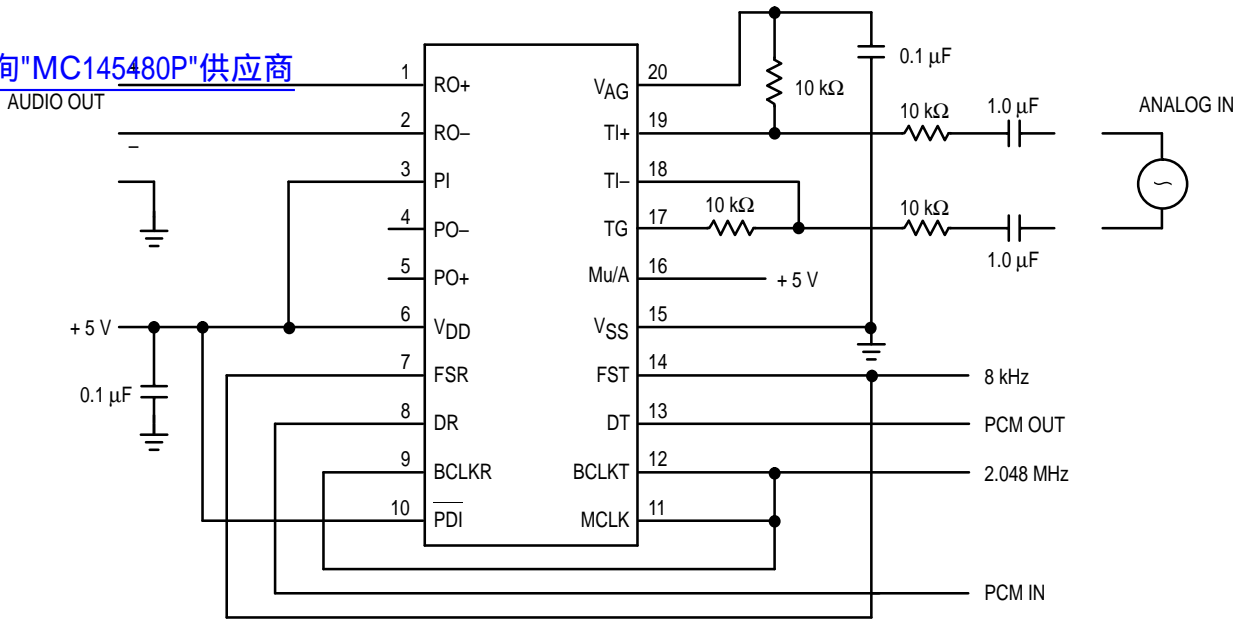 询"MC145480P"供应商
+
AUDIO OUT
–
1 RO+
2 RO–
3 PI
4 PO–
5 PO+
+ 5 V
6 VDD
7 FSR
0.1 µF
8 DR
9 BCLKR
10 PDI
VAG 20
TI+ 19
TI– 18
TG 17
Mu/A 16
+ 5 V
VSS 15
FST 14
8 kHz
DT 13
PCM OUT
BCLKT 12
2.048 MHz
MCLK 11
PCM IN
10 kΩ
0.1 µF
10 kΩ
1.0 µF
ANALOG IN
10 kΩ
10 kΩ
1.0 µF